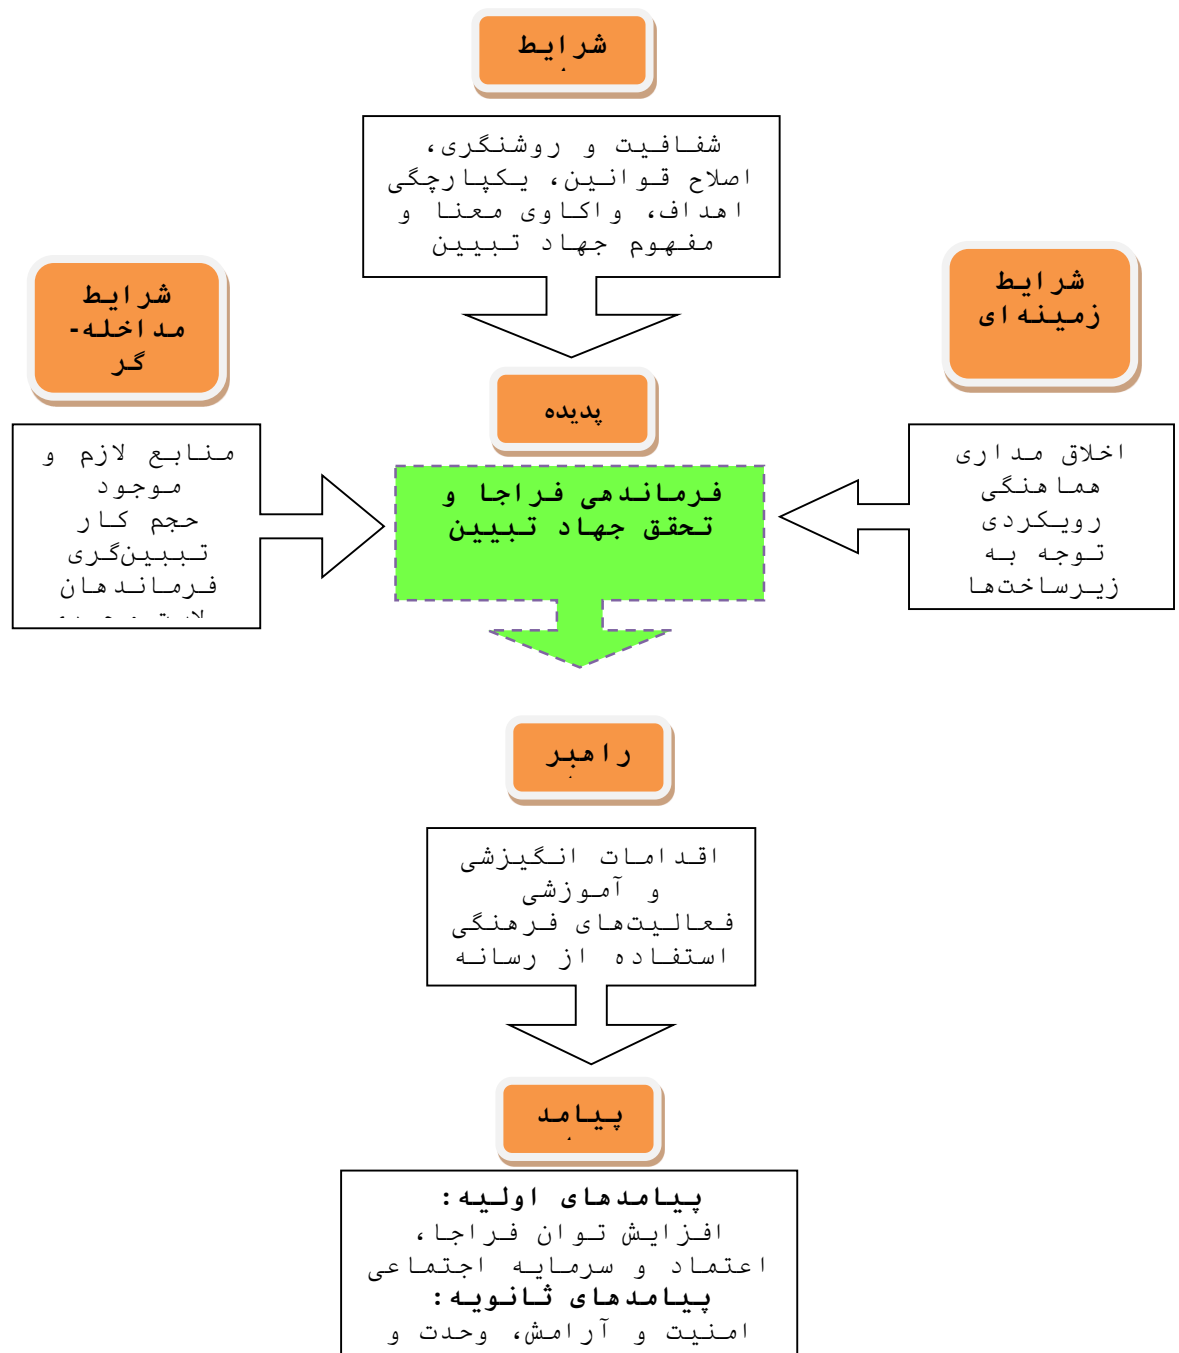 شرایط
شفافیت و روشنگری،
اصلاح قوانین، یکپارچگی
اهداف، واکاوی معنا و
مفهوم جهاد تبیین
شرایط
زمینه‌ای
شرایط
مداخله-
گر
پدیده
اخلاق مداری
هماهنگی
رویکردی
توجه به
زیرساخت‌ها
فرماندهی فراجا و
تحقق جهاد تبیین
منابع لازم و
موجود
حجم کار
تبیین‌گری
فرماندهان
راهبر
اقدامات انگیزشی
و آموزشی
فعالیت‌های فرهنگی
استفاده از رسانه
پیامد
پیامدهای اولیه:
افزایش توان فراجا،
اعتماد و سرمایه اجتماعی
پیامدهای ثانویه:
امنیت و آرامش، وحدت و